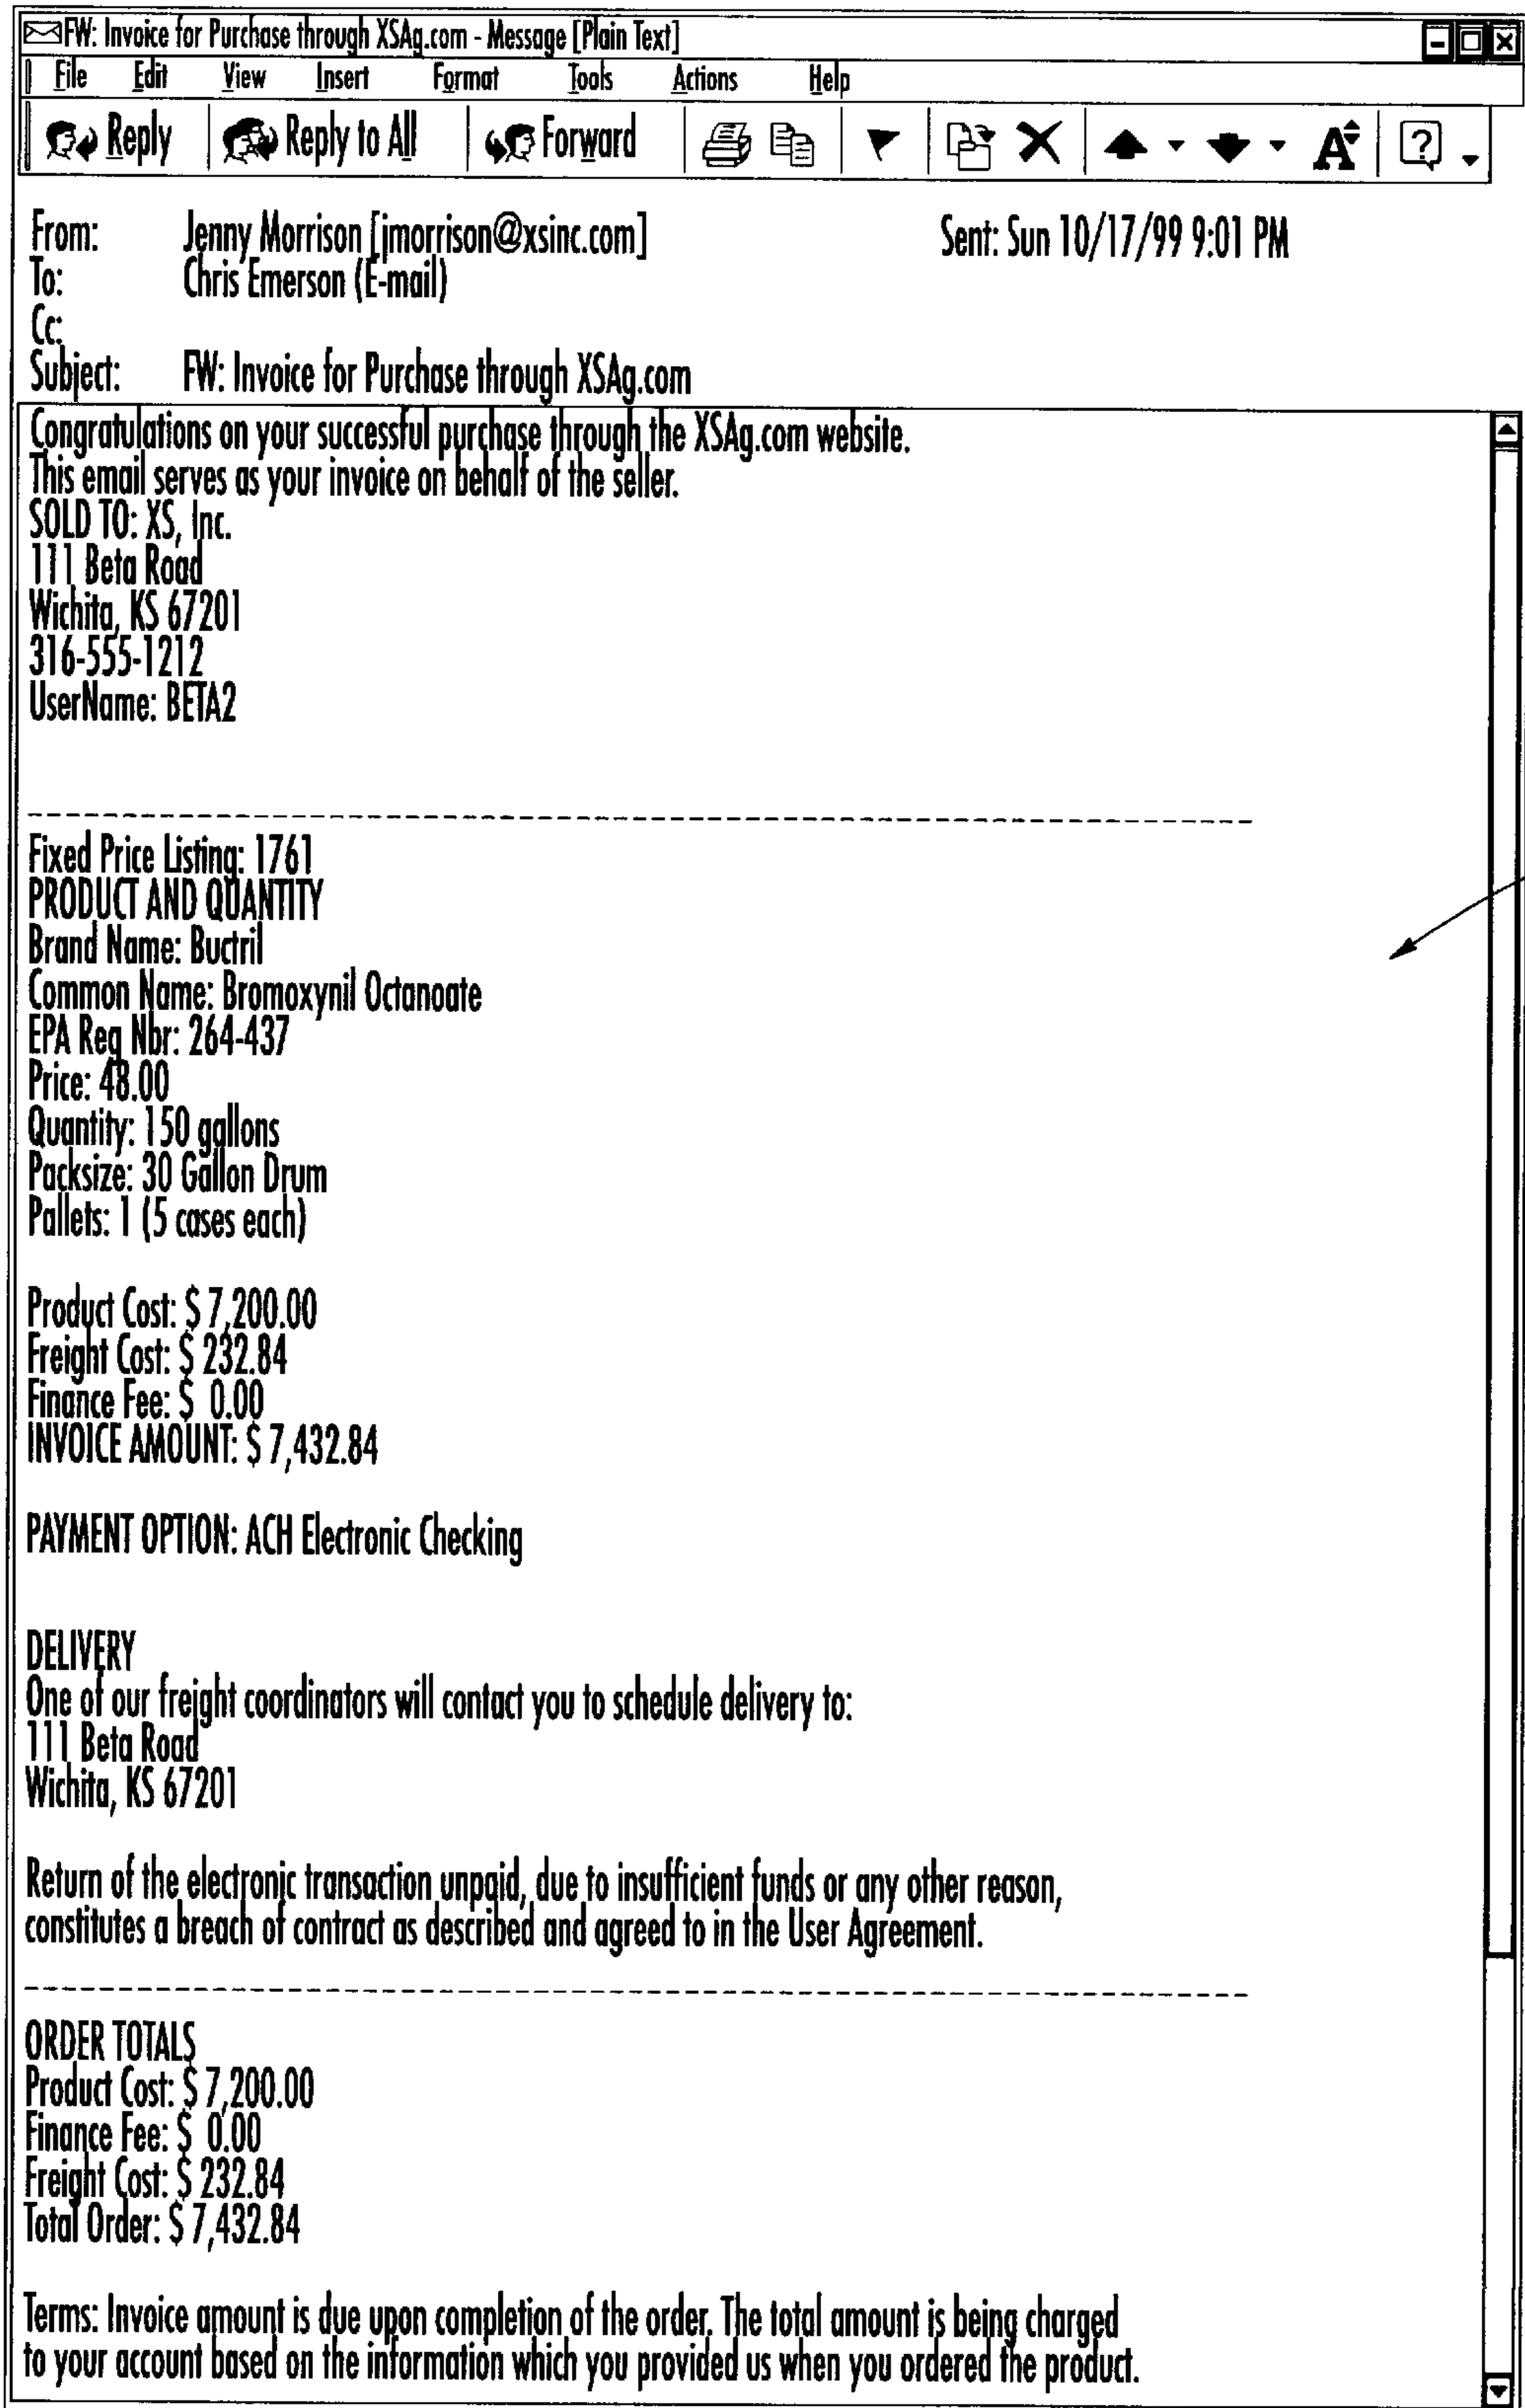 FW: Invoice for Purchase through XSAg.com - Message [Plain Text]
File Edit View Insert Format Tools Actions Help
Reply Reply to All Forward A ?
From: Jenny Morrison [jmorrison@xsinc.com] Sent: Sun 10/17/99 9:01 PM
To: Chris Emerson (E-mail)
Cc:
Subject: FW: Invoice for Purchase through XSAg.com
Congratulations on your successful purchase through the XSAg.com website.
This email serves as your invoice on behalf of the seller.
SOLD TO: XS, Inc.
111 Beta Road
Wichita, KS 67201
316-555-1212
UserName: BETA2
Fixed Price Listing: 1761
PRODUCT AND QUANTITY
Brand Name: Buctril
Common Name: Bromoxynil Octanoate
EPA Reg Nbr: 264-437
Price: 48.00
Quantity: 150 gallons
Packsize: 30 Gallon Drum
Pallets: 1 (5 cases each)
Product Cost: $ 7,200.00
Freight Cost: $ 232.84
Finance Fee: $ 0.00
INVOICE AMOUNT: $ 7,432.84
PAYMENT OPTION: ACH Electronic Checking
DELIVERY
One of our freight coordinators will contact you to schedule delivery to:
111 Beta Road
Wichita, KS 67201
Return of the electronic transaction unpaid, due to insufficient funds or any other reason,
constitutes a breach of contract as described and agreed to in the User Agreement.
ORDER TOTALS
Product Cost: $ 7,200.00
Finance Fee: $ 0.00
Freight Cost: $ 232.84
Total Order: $ 7,432.84
Terms: Invoice amount is due upon completion of the order. The total amount is being charged
to your account based on the information which you provided us when you ordered the product.